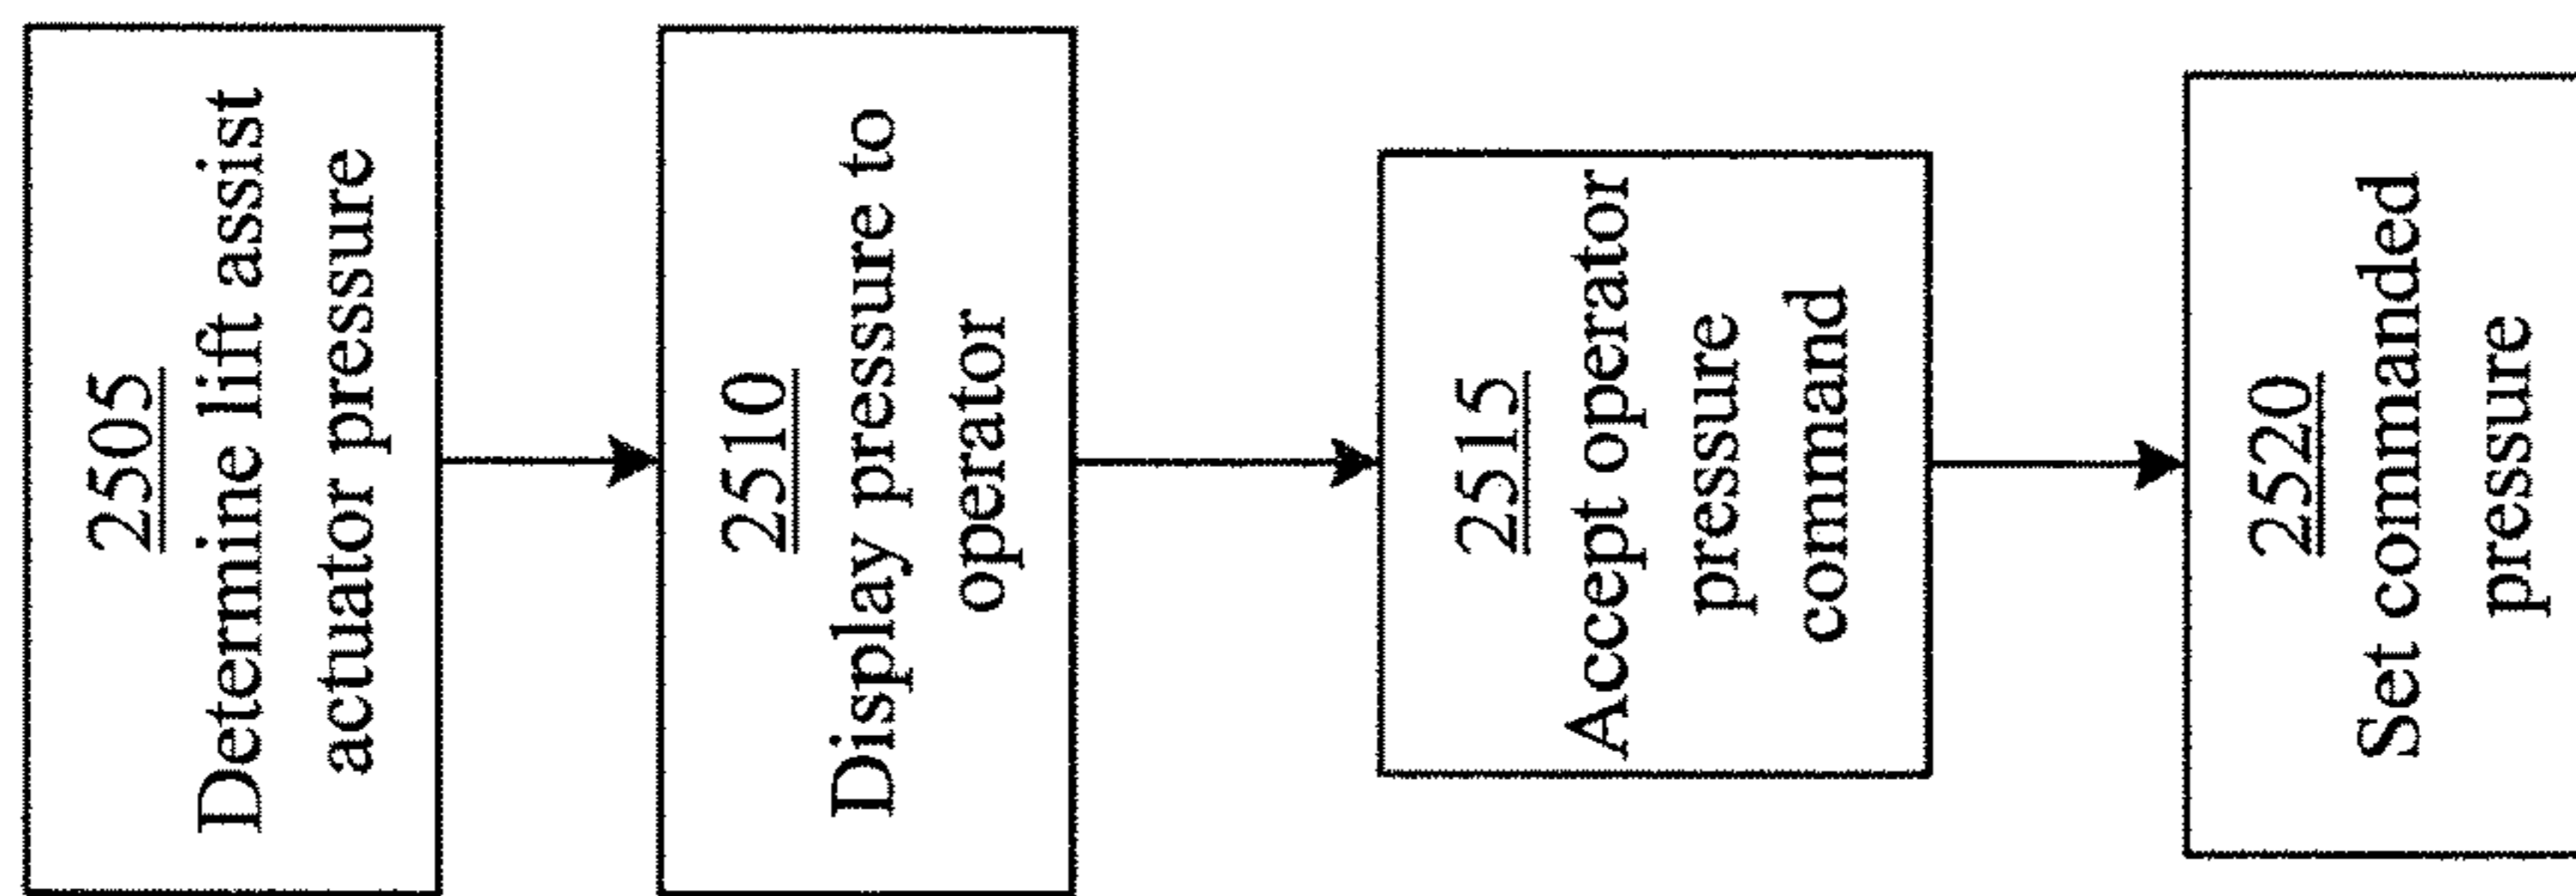 2505
Determine lift assist
actuator pressure
2510
Display pressure to
operator
2515
Accept operator
pressure
command
2520
Set commanded
pressure